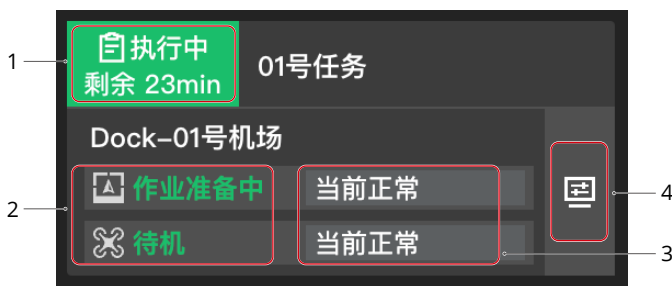 执行中
剩余 23min
01号任务
Dock-01号机场
作业准备中
当前正常
待机
当前正常
1
2
3
4